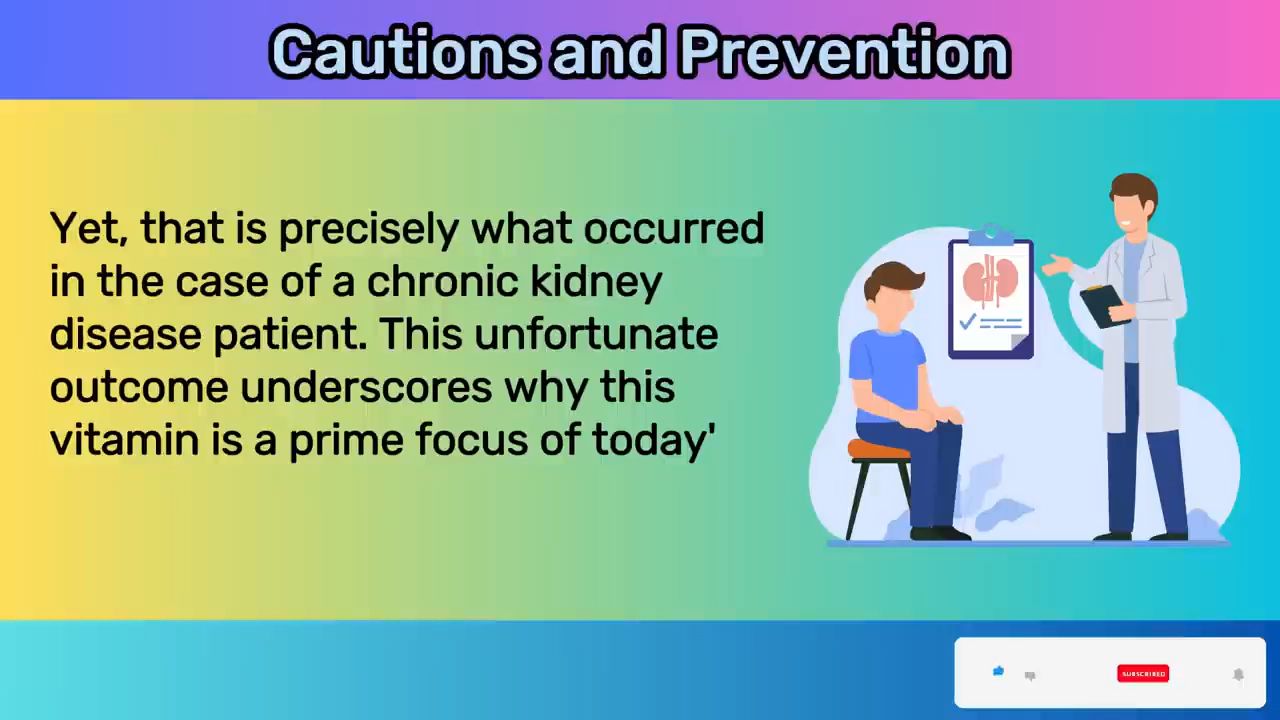 Cautions and Prevention
Yet, that is precisely what occurred
in the case of a chronic kidney
disease patient. This unfortunate
outcome underscores why this
vitamin is a prime focus of today'
SUBSCRIBED